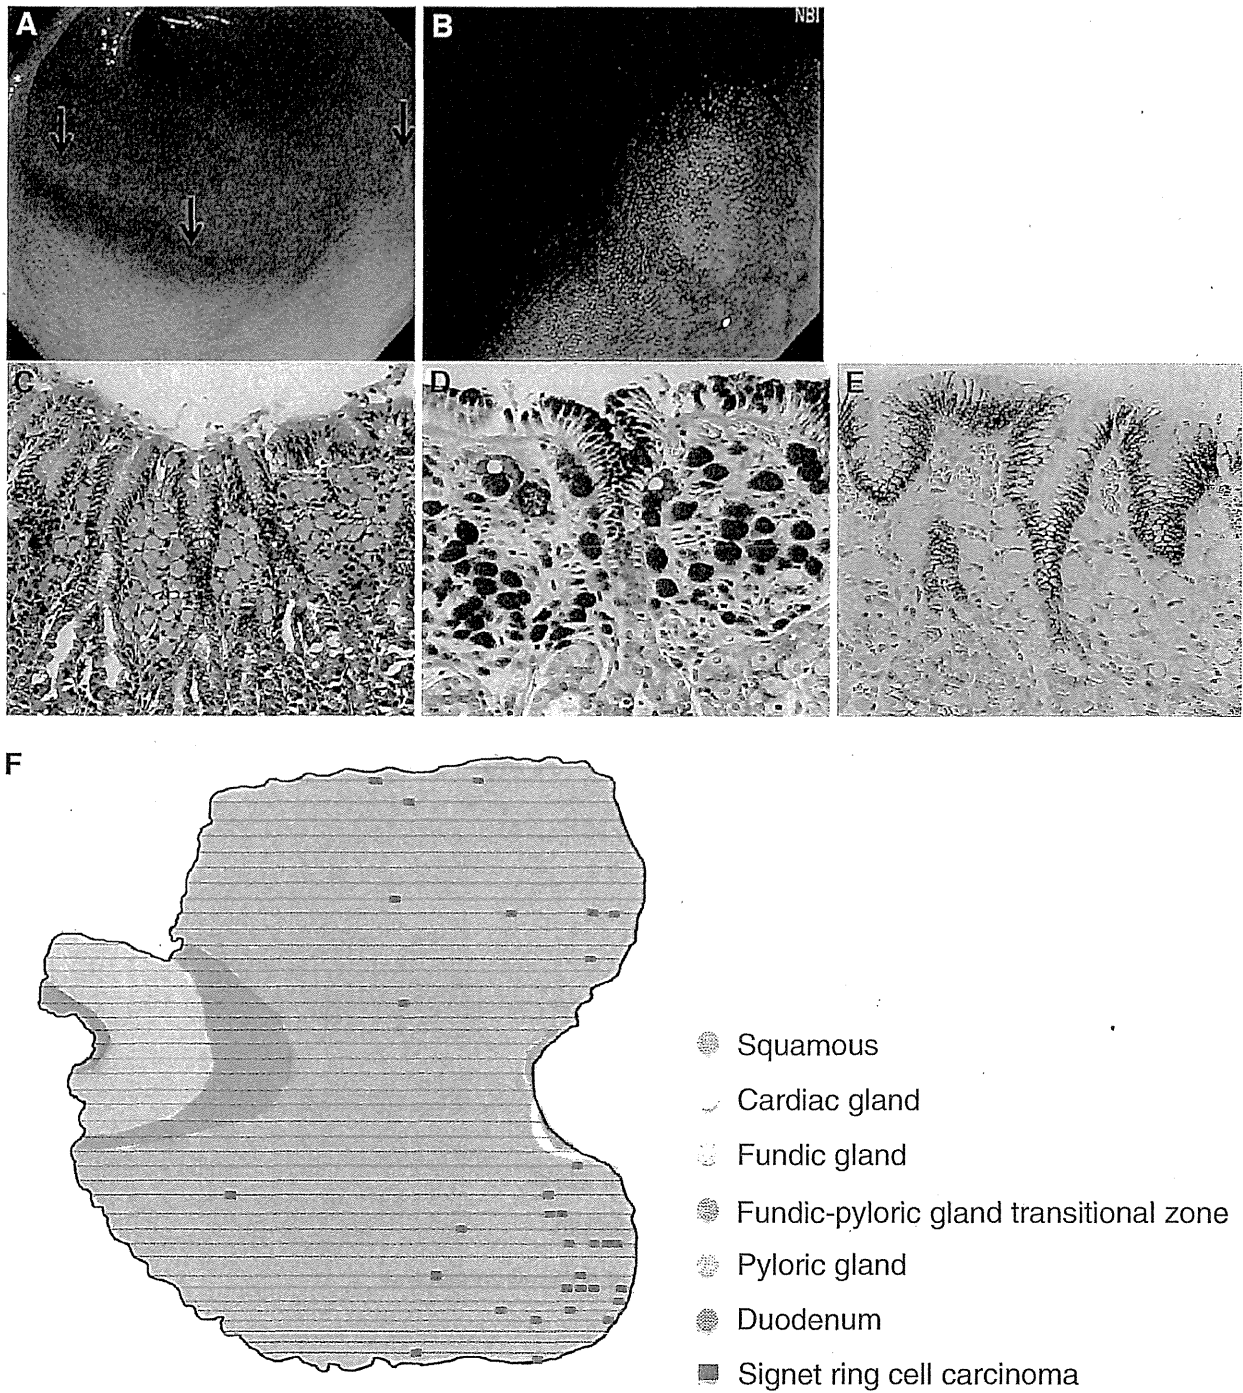 A
B
NBI
C
D
E
F
Squamous
Cardiac gland
Fundic gland
Fundic-pyloric gland transitional zone
Pyloric gland
Duodenum
Signet ring cell carcinoma